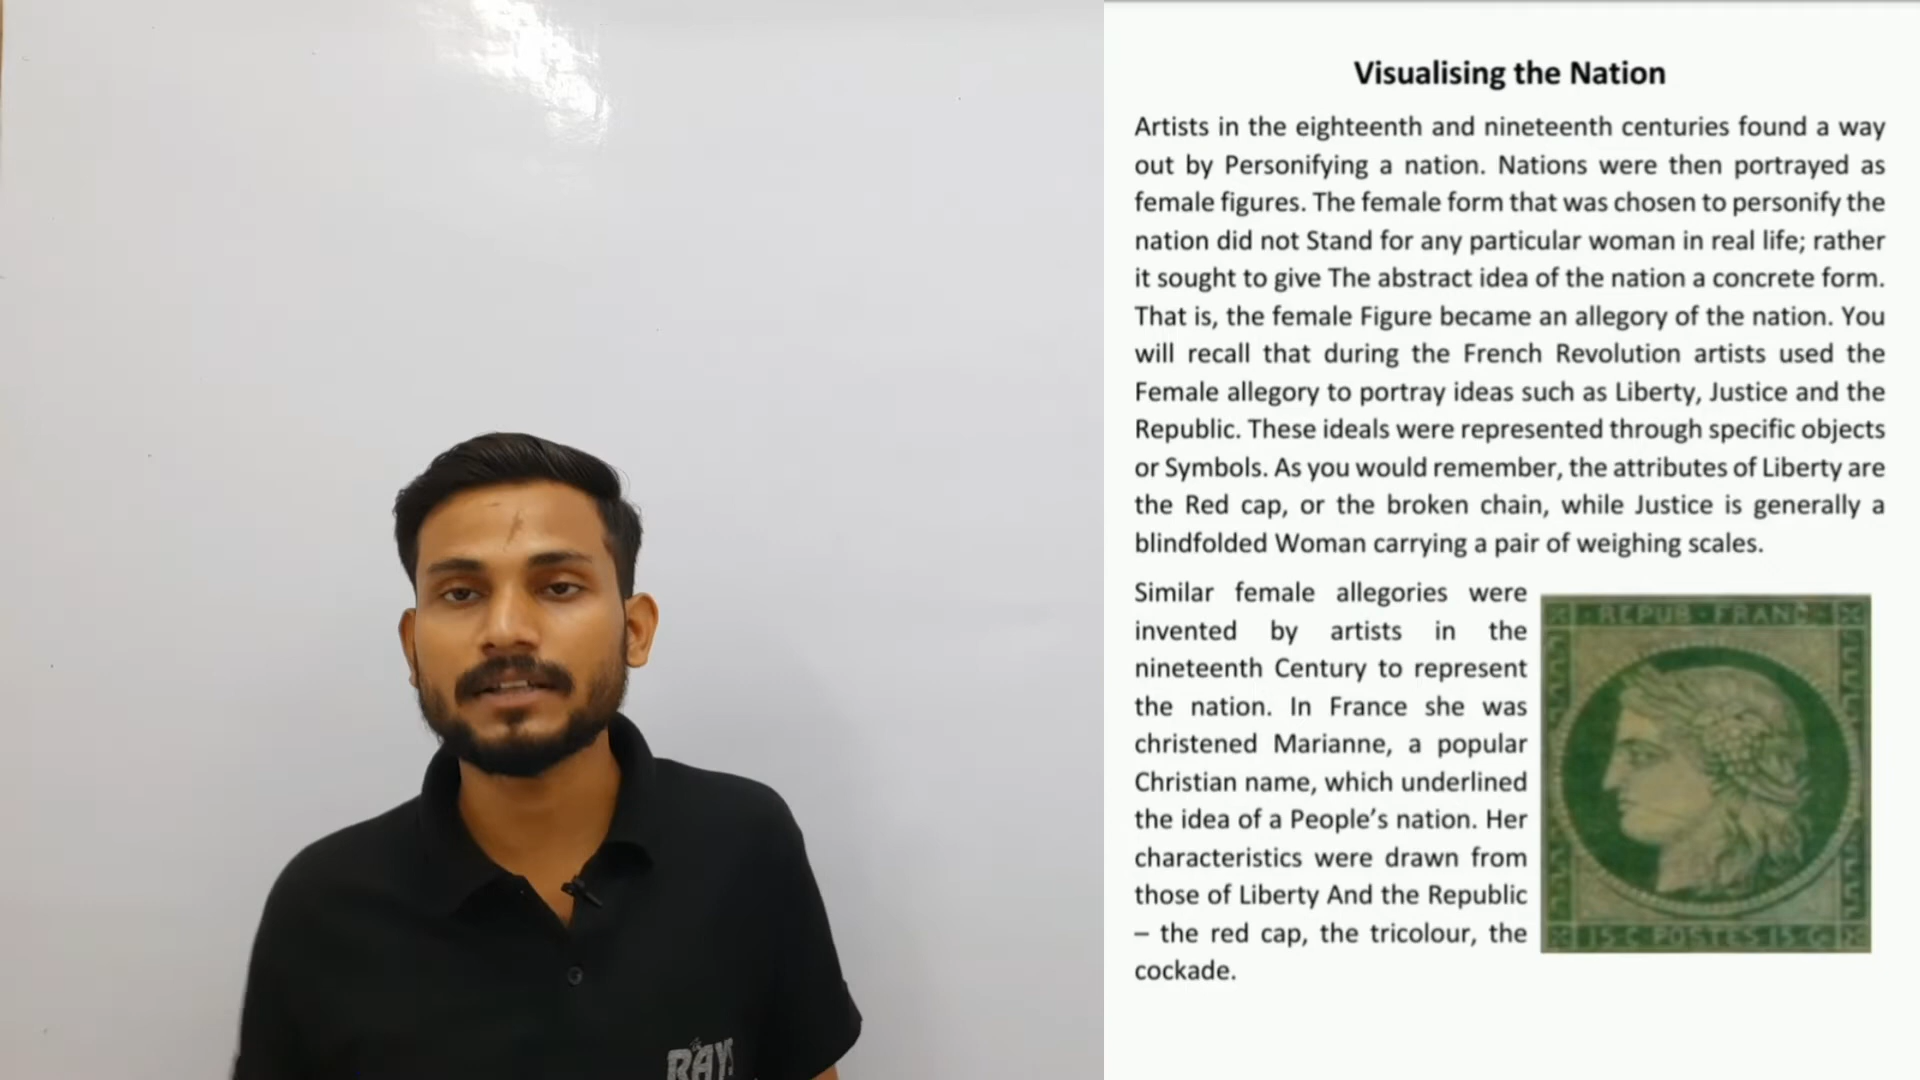 Visualising the Nation
Artists in the eighteenth and nineteenth centuries found a way
out by Personifying a nation. Nations were then portrayed as
female figures. The female form that was chosen to personify the
nation did not Stand for any particular woman in real life; rather
it sought to give The abstract idea of the nation a concrete form.
That is, the female Figure became an allegory of the nation. You
will recall that during the French Revolution artists used the
Female allegory to portray ideas such as Liberty, Justice and the
Republic. These ideals were represented through specific objects
or Symbols. As you would remember, the attributes of Liberty are
the Red cap, or the broken chain, while Justice is generally a
blindfolded Woman carrying a pair of weighing scales.
Similar female allegories were
invented by artists in the
nineteenth Century to represent
the nation. In France she was
christened Marianne, a popular
Christian name, which underlined
the idea of a People’s nation. Her
characteristics were drawn from
those of Liberty And the Republic
– the red cap, the tricolour, the
cockade.
REPUB·FRANC
15·C·POSTES·15·C
RAYS